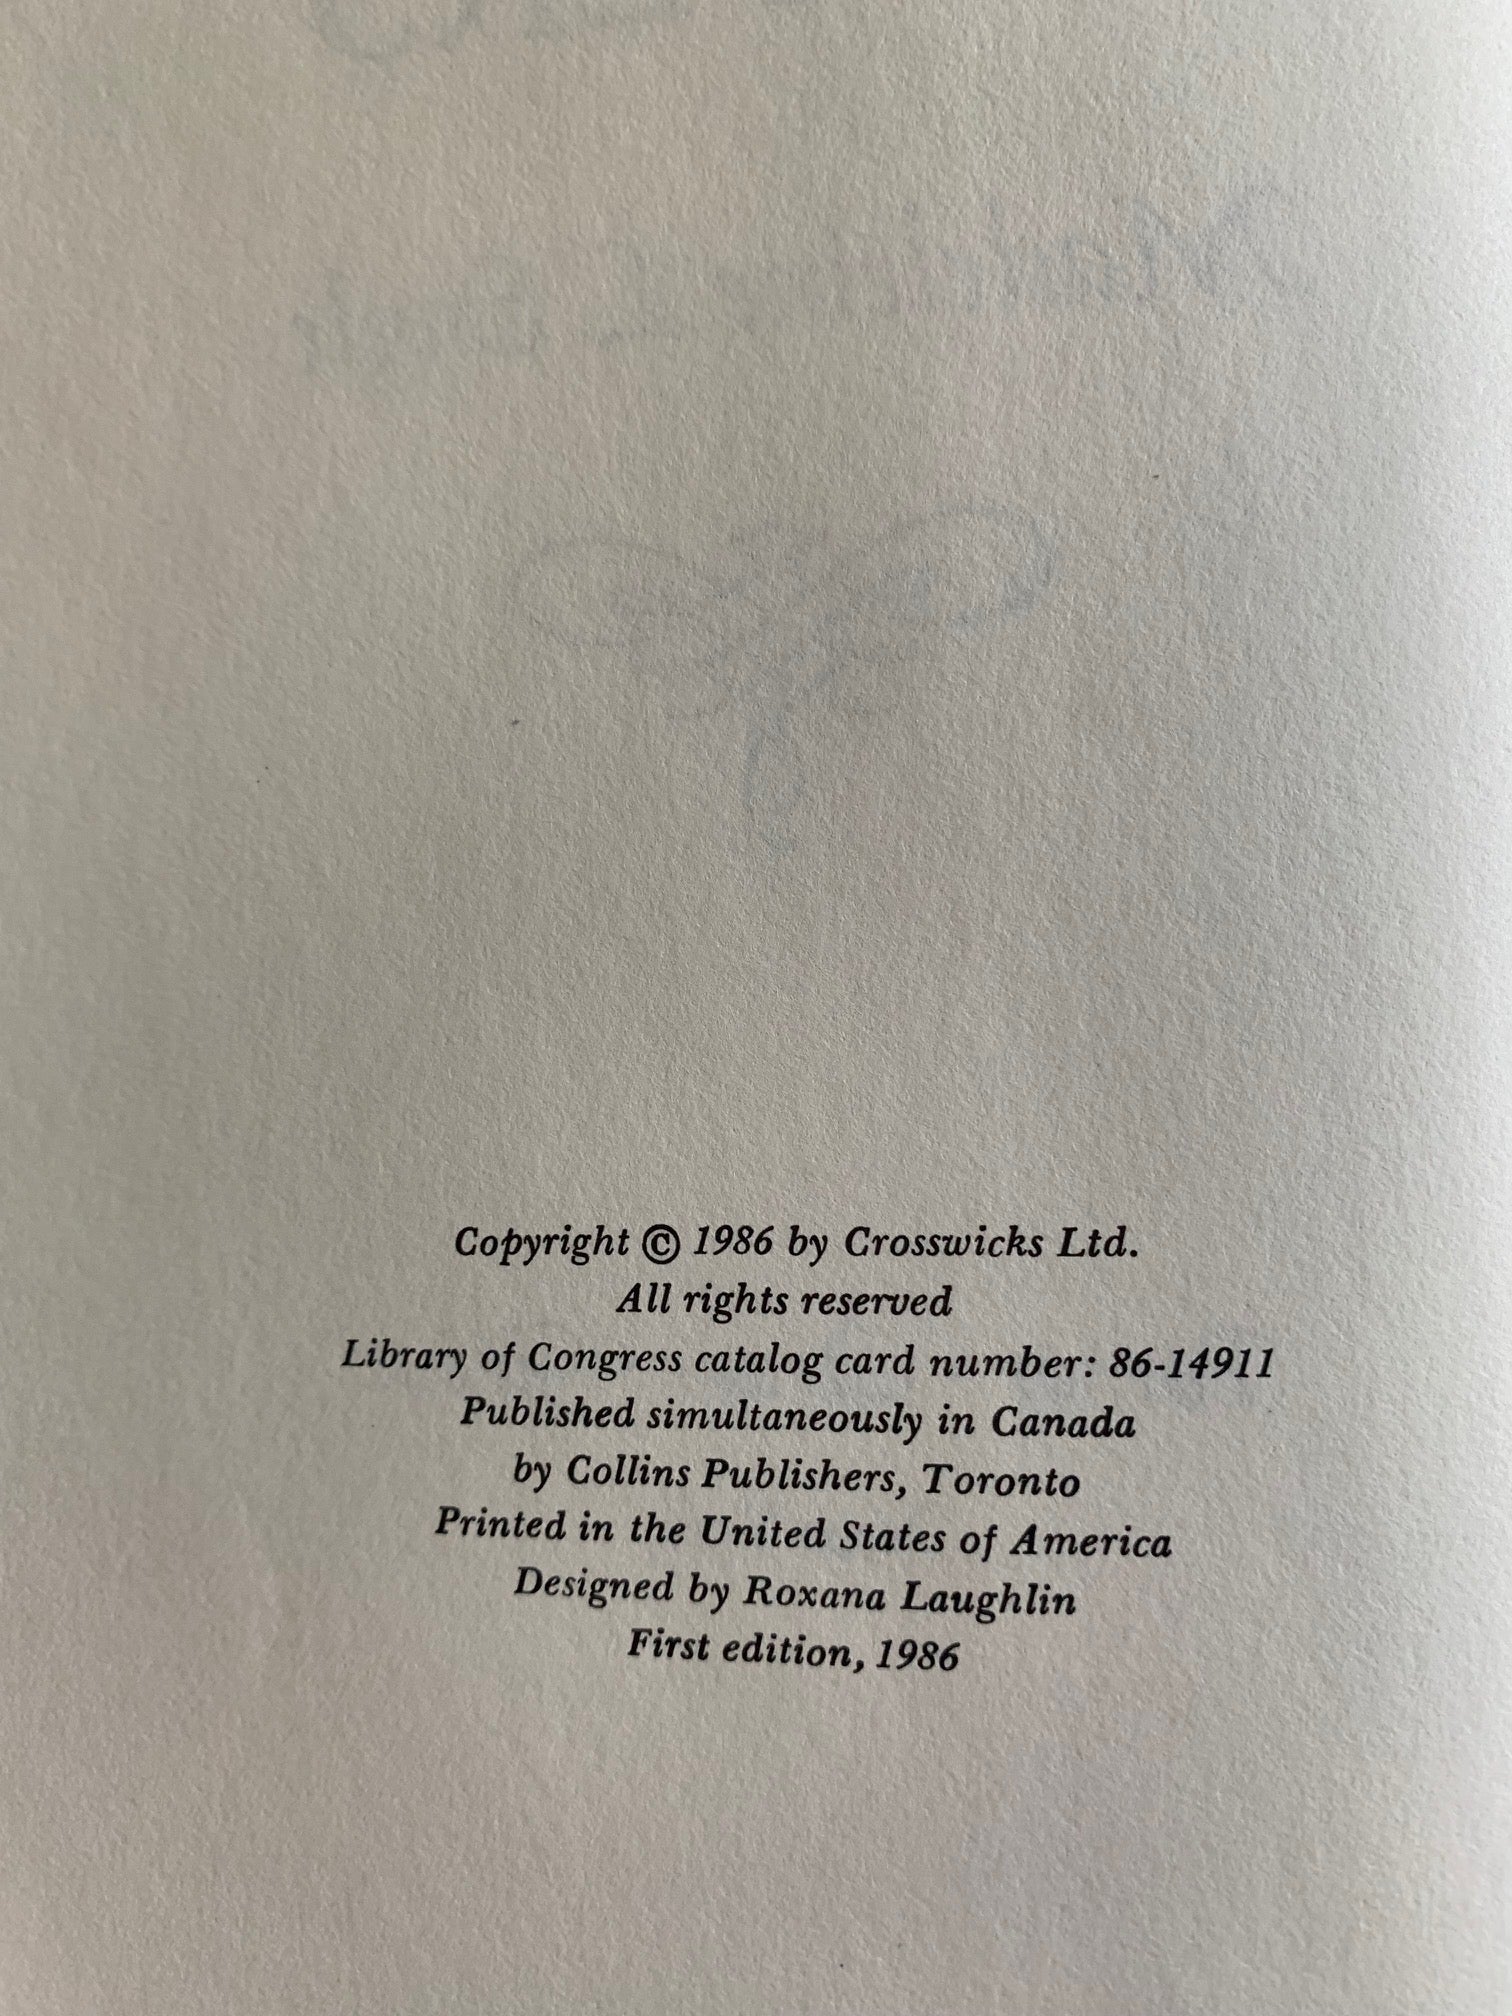 Copyright © 1986 by Crosswicks Ltd.
All rights reserved
Library of Congress catalog card number: 86-14911
Published simultaneously in Canada
by Collins Publishers, Toronto
Printed in the United States of America
Designed by Roxana Laughlin
First edition, 1986